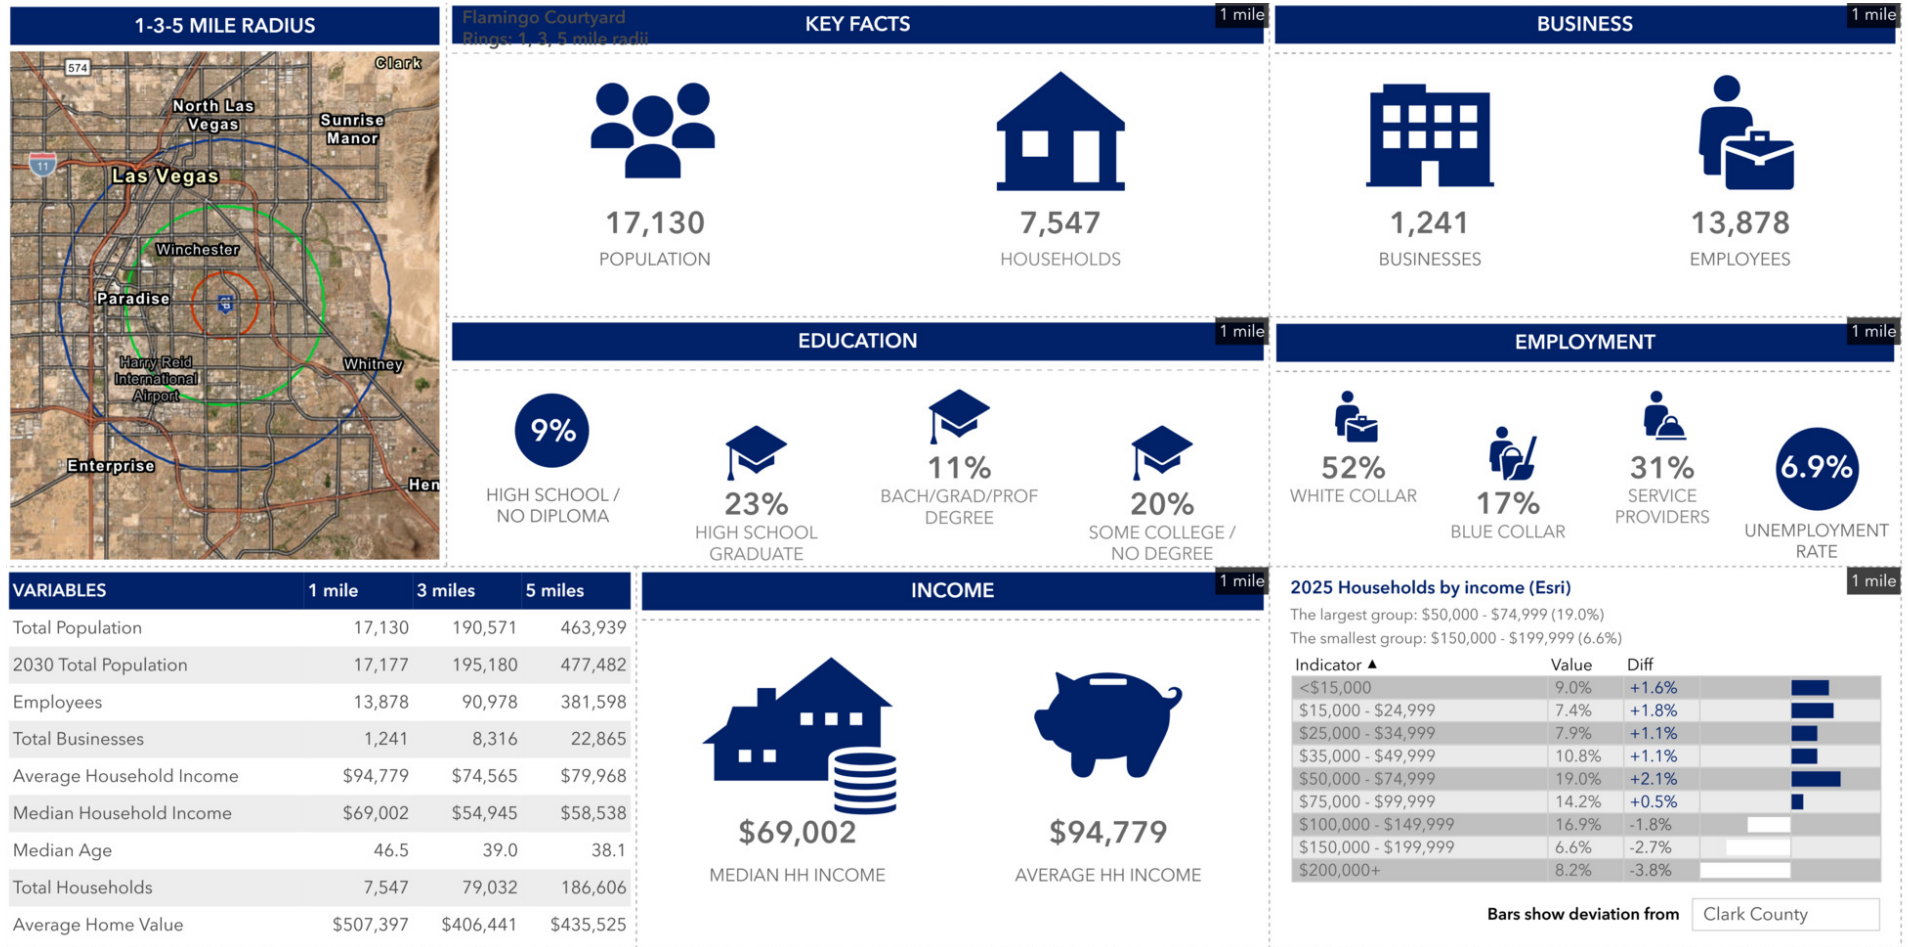 1-3-5 MILE RADIUS
574
Clark
North Las
Vegas
Sunrise
Manor
11
Las Vegas
Winchester
Paradise
Harry Reid
International
Airport
Whitney
Enterprise
Hen
Flamingo Courtyard
Rings: 1, 3, 5 mile radii
KEY FACTS
1 mile
17,130
POPULATION
7,547
HOUSEHOLDS
BUSINESS
1 mile
1,241
BUSINESSES
13,878
EMPLOYEES
EDUCATION
1 mile
9%
HIGH SCHOOL /
NO DIPLOMA
23%
HIGH SCHOOL
GRADUATE
11%
BACH/GRAD/PROF
DEGREE
20%
SOME COLLEGE /
NO DEGREE
EMPLOYMENT
1 mile
52%
WHITE COLLAR
17%
BLUE COLLAR
31%
SERVICE
PROVIDERS
6.9%
UNEMPLOYMENT
RATE
VARIABLES 1 mile 3 miles 5 miles
Total Population 17,130 190,571 463,939
2030 Total Population 17,177 195,180 477,482
Employees 13,878 90,978 381,598
Total Businesses 1,241 8,316 22,865
Average Household Income $94,779 $74,565 $79,968
Median Household Income $69,002 $54,945 $58,538
Median Age 46.5 39.0 38.1
Total Households 7,547 79,032 186,606
Average Home Value $507,397 $406,441 $435,525
INCOME
1 mile
$69,002
MEDIAN HH INCOME
$94,779
AVERAGE HH INCOME
2025 Households by income (Esri)
1 mile
The largest group: $50,000 - $74,999 (19.0%)
The smallest group: $150,000 - $199,999 (6.6%)
Indicator ▲ Value Diff
<$15,000 9.0% +1.6%
$15,000 - $24,999 7.4% +1.8%
$25,000 - $34,999 7.9% +1.1%
$35,000 - $49,999 10.8% +1.1%
$50,000 - $74,999 19.0% +2.1%
$75,000 - $99,999 14.2% +0.5%
$100,000 - $149,999 16.9% -1.8%
$150,000 - $199,999 6.6% -2.7%
$200,000+ 8.2% -3.8%
Bars show deviation from Clark County